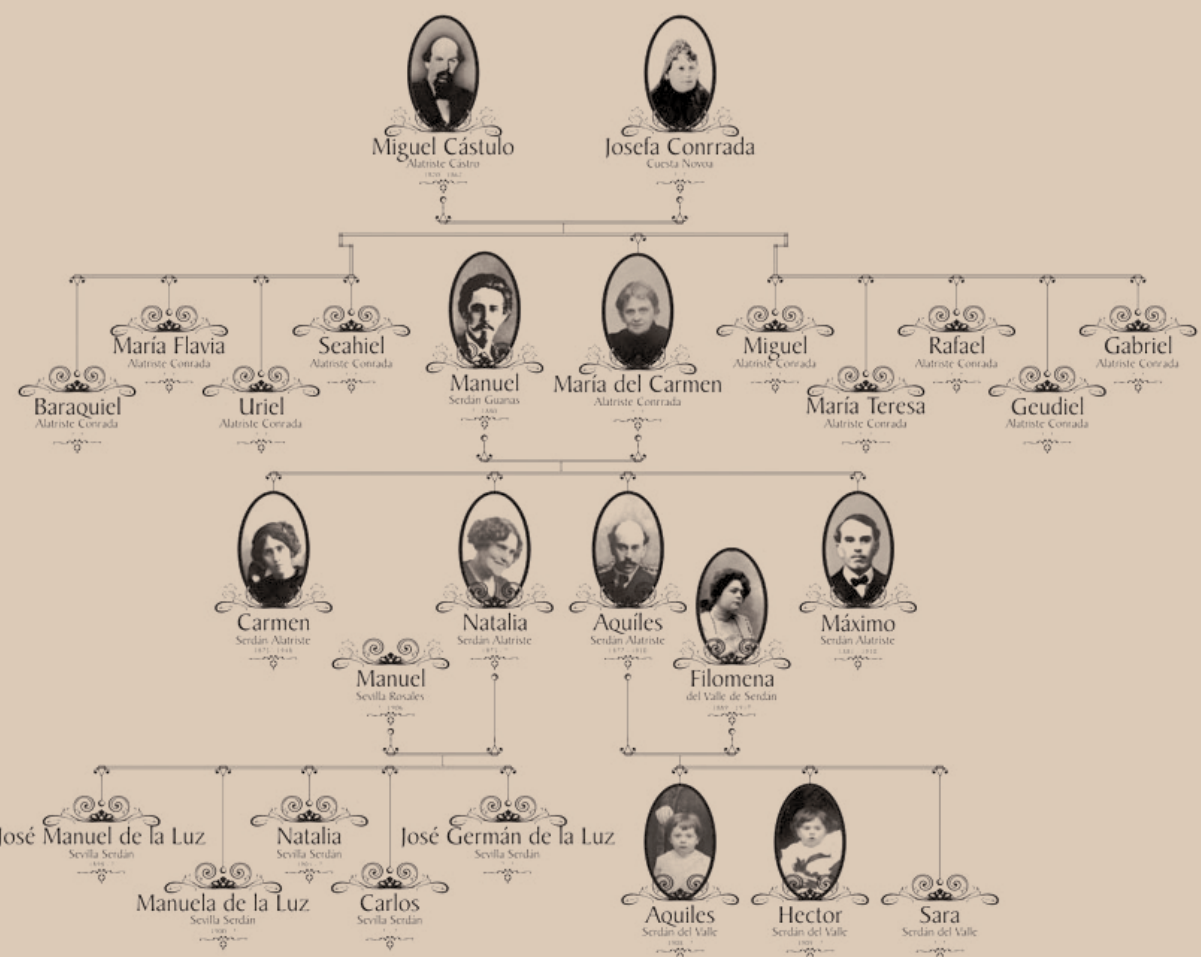 Miguel Cástulo
Alatriste Castro
Josefa Conrrada
Cuesta Novoa
María Flavia
Alatriste Conrada
Seahiel
Alatriste Conrada
Baraquiel
Alatriste Conrada
Uriel
Alatriste Conrada
Manuel
Serdán Guanas
María del Carmen
Alatriste Conrrada
Miguel
Alatriste Conrada
Rafael
Alatriste Conrada
Gabriel
Alatriste Conrada
María Teresa
Alatriste Conrada
Geudiel
Alatriste Conrada
Carmen
Serdán Alatriste
Natalia
Serdán Alatriste
Aquíles
Serdán Alatriste
Máximo
Serdán Alatriste
Manuel
Sevilla Rosales
Filomena
del Valle de Serdán
José Manuel de la Luz
Sevilla Serdán
Natalia
Sevilla Serdán
José Germán de la Luz
Sevilla Serdán
Manuela de la Luz
Sevilla Serdán
Carlos
Sevilla Serdán
Aquiles
Serdán del Valle
Hector
Serdán del Valle
Sara
Serdán del Valle